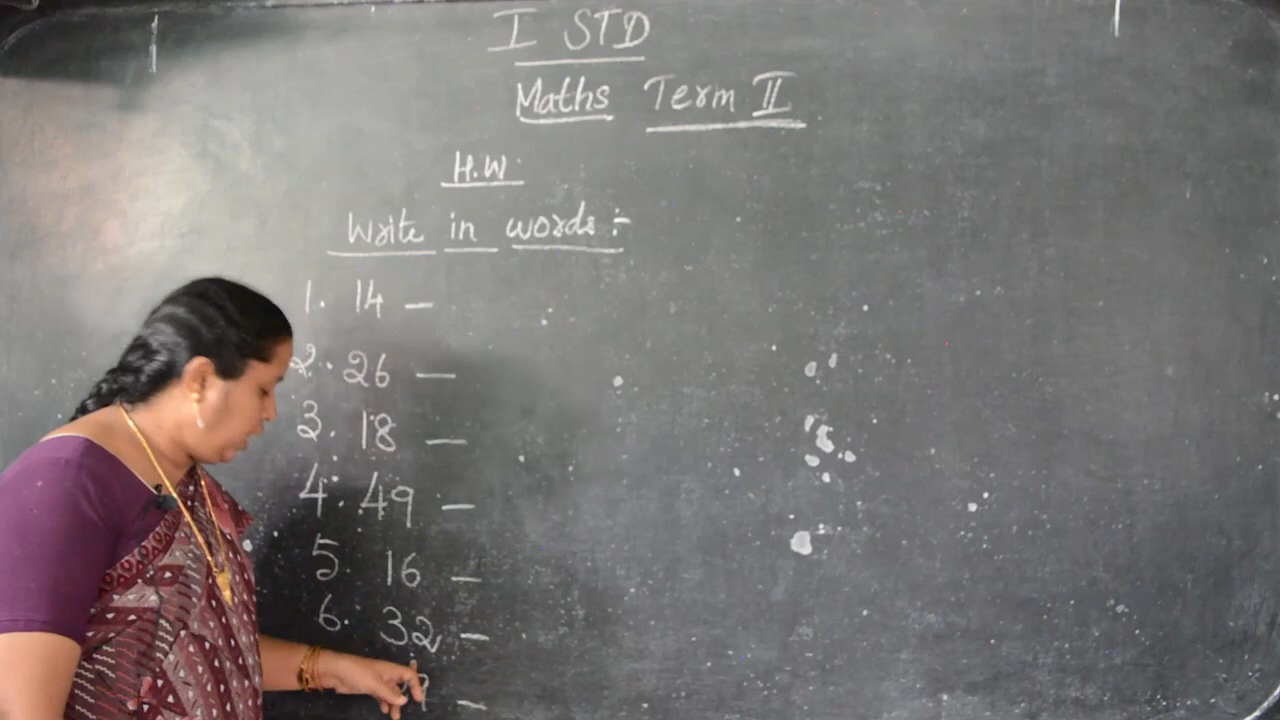 I STD
Maths Term II
H.W.
Write in words :-
1. 14 —
2. 26 —
3. 18 —
4. 49 —
5 16 —
6. 32 —
—